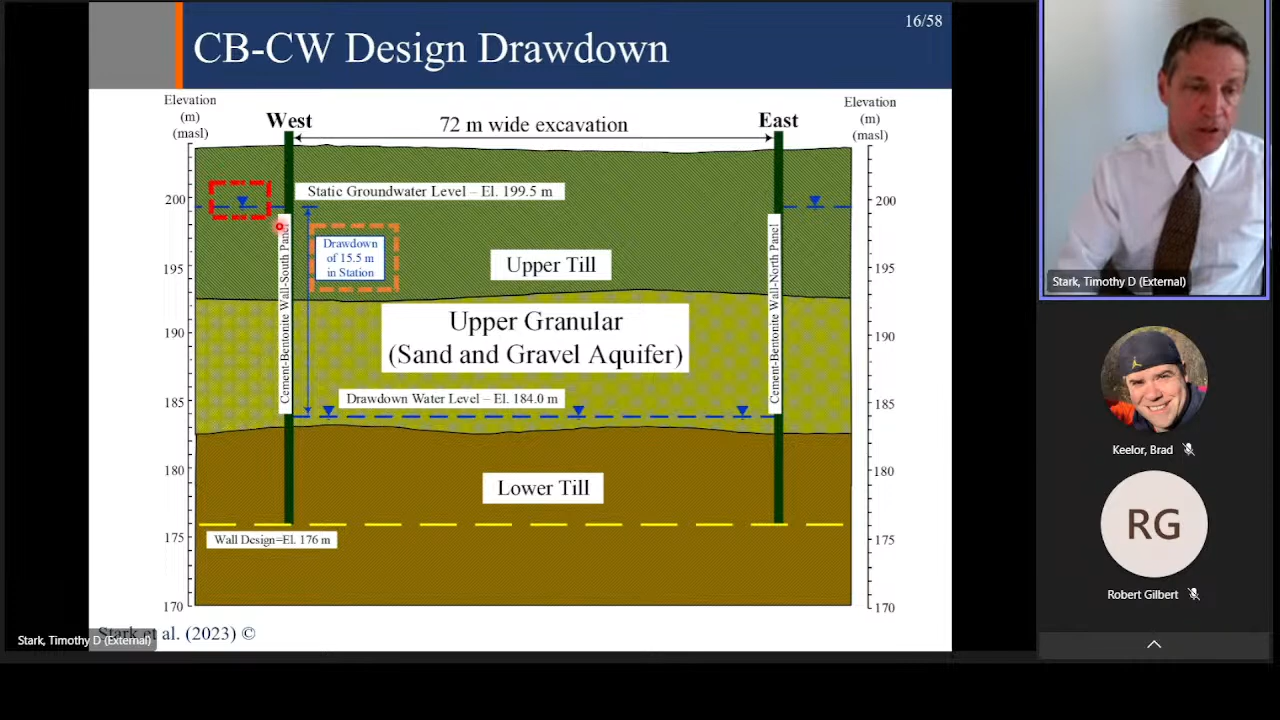 16/58
CB-CW Design Drawdown
Elevation
(m)
(masl)
West
72 m wide excavation
East
Elevation
(m)
(masl)
200
Static Groundwater Level – El. 199.5 m
200
Drawdown
of 15.5 m
in Station
Cement-Bentonite Wall-South Panel
Cement-Bentonite Wall-North Panel
195
Upper Till
195
190
Upper Granular
(Sand and Gravel Aquifer)
190
185
Drawdown Water Level – El. 184.0 m
185
180
Lower Till
180
175
Wall Design=El. 176 m
175
170
170
Stark et al. (2023) ©
Stark, Timothy D (External)
Stark, Timothy D (External)
Keelor, Brad
RG
Robert Gilbert